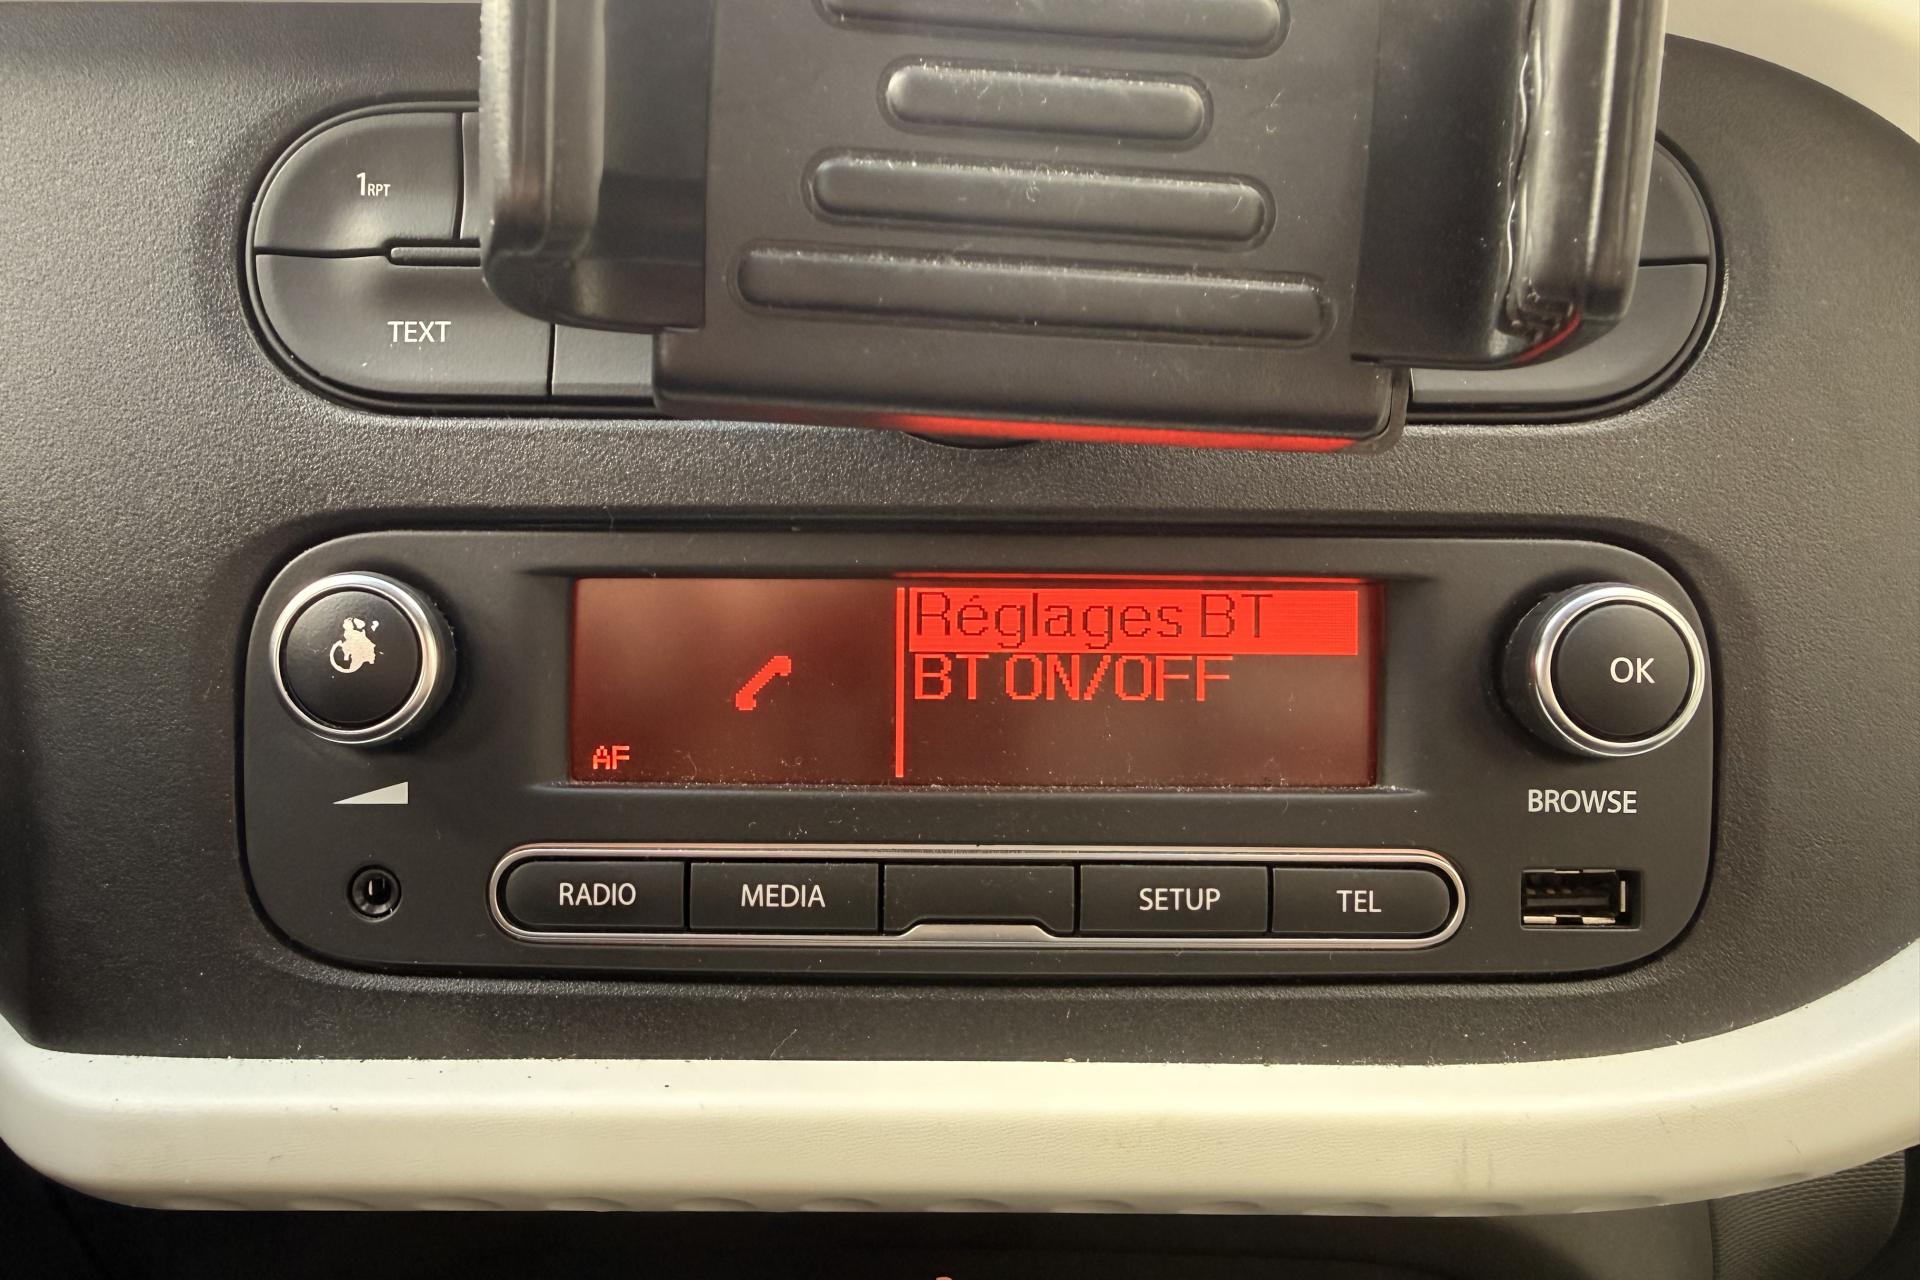 1RPT
TEXT
Réglages BT
BT ON/OFF
AF
OK
BROWSE
RADIO
MEDIA
SETUP
TEL